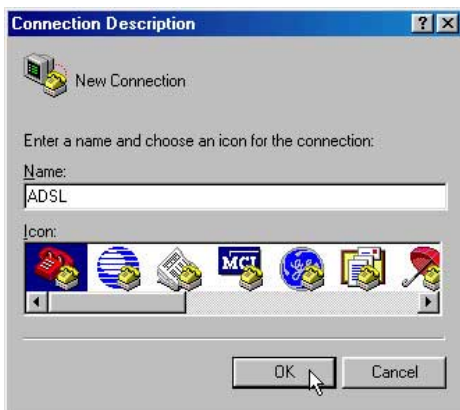 Connection Description
New Connection
Enter a name and choose an icon for the connection:
Name:
ADSL
Icon:
MCI
OK
Cancel